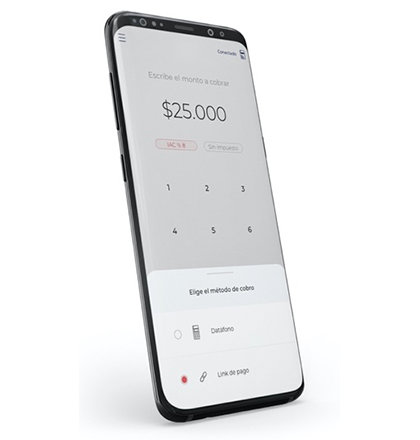 Conectado
Escribe el monto a cobrar
$25.000
IAC % 8
Sin impuesto
1 2 3
4 5 6
Elige el método de cobro
Datáfono
Link de pago